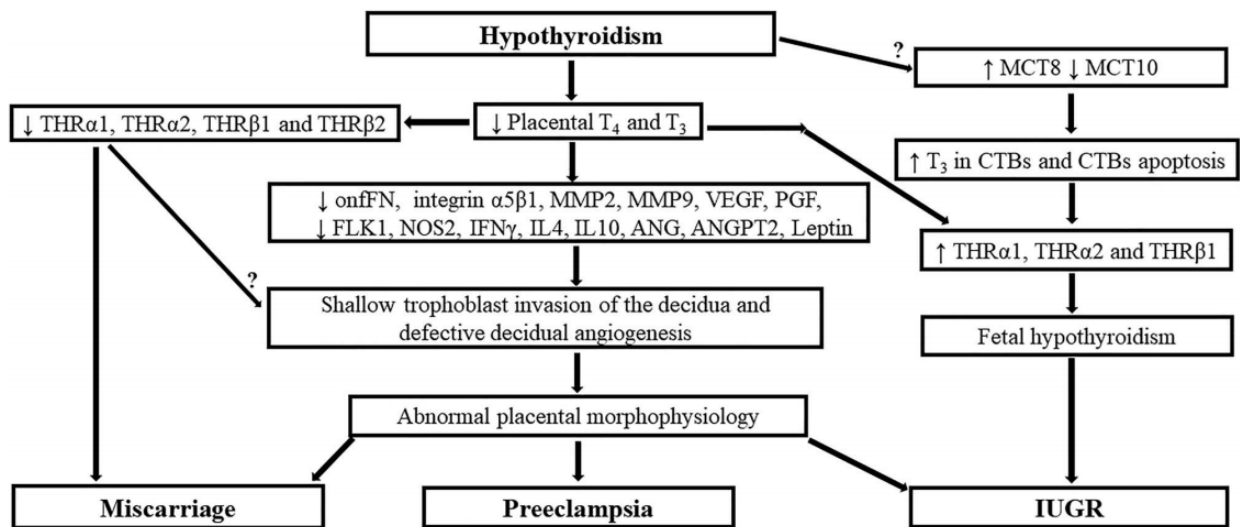 Hypothyroidism
?
↑ MCT8 ↓ MCT10
↓ THRα1, THRα2, THRβ1 and THRβ2
↓ Placental T₄ and T₃
↑ T₃ in CTBs and CTBs apoptosis
↓ onfFN, integrin α5β1, MMP2, MMP9, VEGF, PGF,
↓ FLK1, NOS2, IFNγ, IL4, IL10, ANG, ANGPT2, Leptin
↑ THRα1, THRα2 and THRβ1
?
Shallow trophoblast invasion of the decidua and
defective decidual angiogenesis
Fetal hypothyroidism
Abnormal placental morphophysiology
Miscarriage
Preeclampsia
IUGR